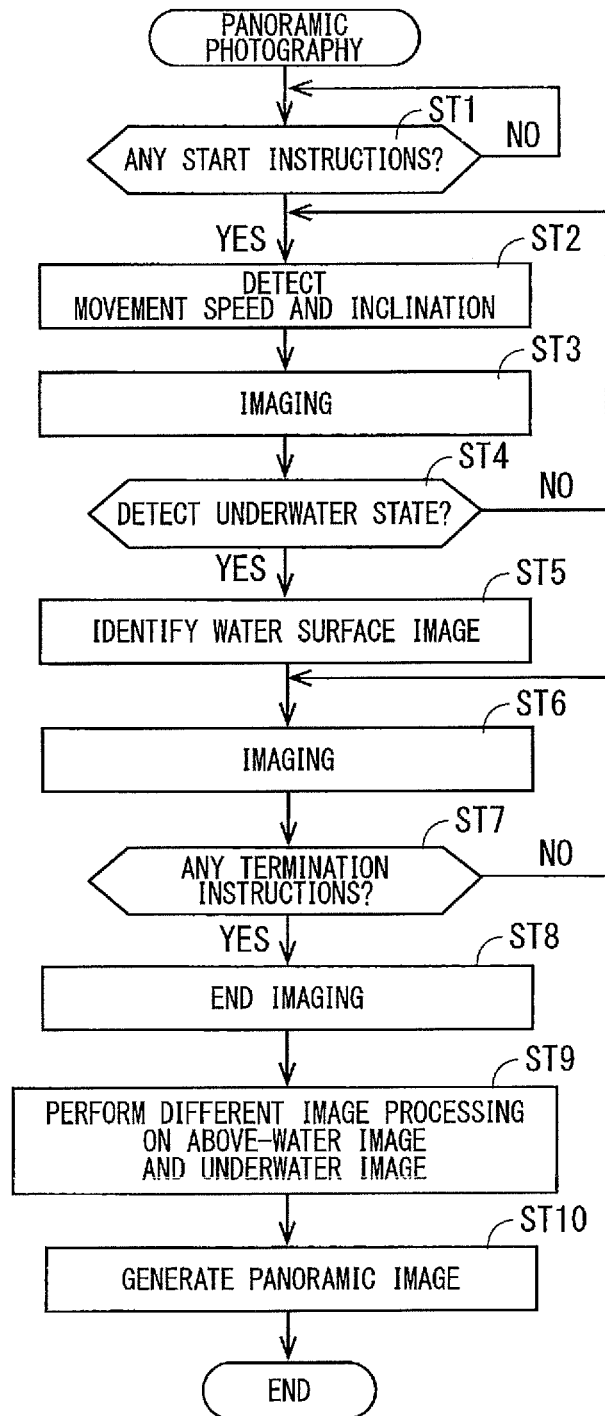 PANORAMIC
PHOTOGRAPHY
ST1
ANY START INSTRUCTIONS?
NO
YES
ST2
DETECT
MOVEMENT SPEED AND INCLINATION
ST3
IMAGING
ST4
DETECT UNDERWATER STATE?
NO
YES
ST5
IDENTIFY WATER SURFACE IMAGE
ST6
IMAGING
ST7
ANY TERMINATION
INSTRUCTIONS?
NO
YES
ST8
END IMAGING
ST9
PERFORM DIFFERENT IMAGE PROCESSING
ON ABOVE-WATER IMAGE
AND UNDERWATER IMAGE
ST10
GENERATE PANORAMIC IMAGE
END